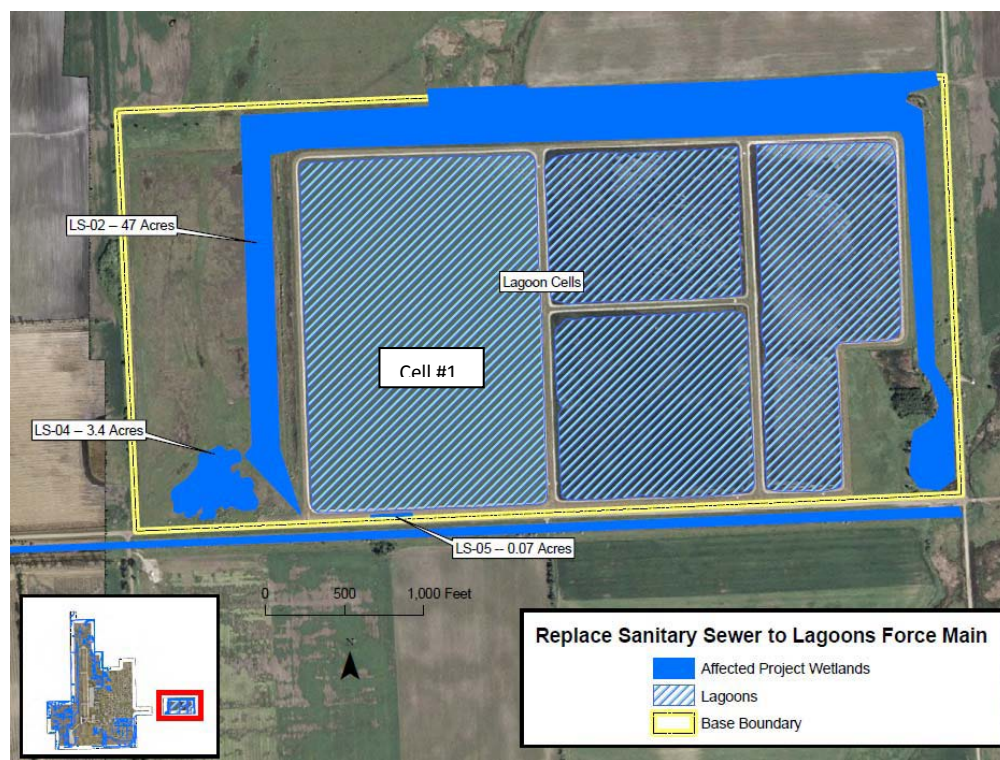 LS-02 – 47 Acres
Lagoon Cells
Cell #1
LS-04 – 3.4 Acres
LS-05 – 0.07 Acres
0 500 1,000 Feet
N
Replace Sanitary Sewer to Lagoons Force Main
Affected Project Wetlands
Lagoons
Base Boundary